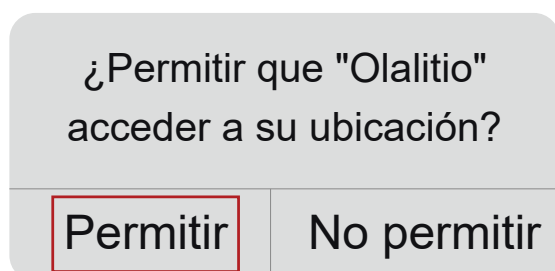 ¿Permitir que "Olalitio"
acceder a su ubicación?
Permitir
No permitir